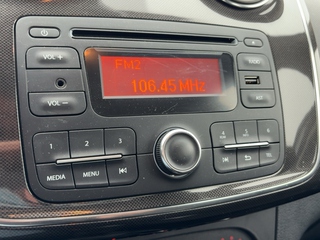 FM2
106.45 MHz
VOL +
VOL –
1 2 3
4 5 6
MEDIA MENU